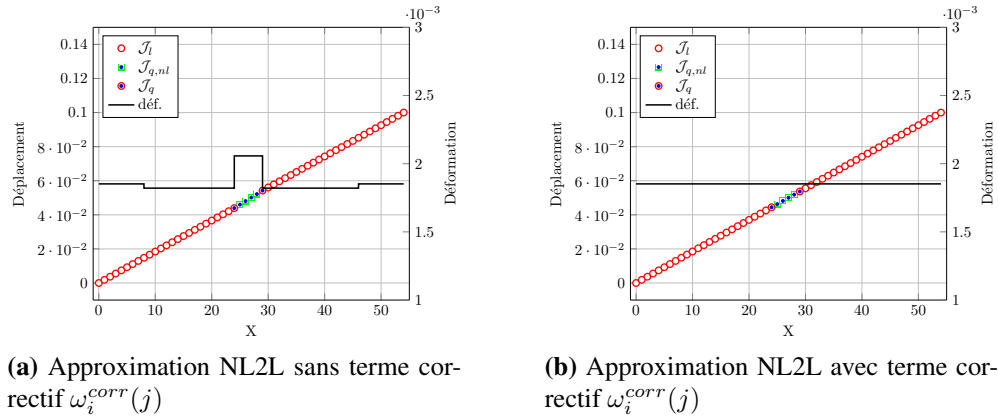 ·10⁻³
0.14
0.12
0.1
8 · 10⁻²
6 · 10⁻²
4 · 10⁻²
2 · 10⁻²
0
Déplacement
0 10 20 30 40 50
X
3
2.5
2
1.5
1
Déformation
𝒥_l
𝒥_{q,nl}
𝒥_q
déf.
(a) Approximation NL2L sans terme cor-
rectif ω_i^{corr}(j)
·10⁻³
0.14
0.12
0.1
8 · 10⁻²
6 · 10⁻²
4 · 10⁻²
2 · 10⁻²
0
Déplacement
0 10 20 30 40 50
X
3
2.5
2
1.5
1
Déformation
𝒥_l
𝒥_{q,nl}
𝒥_q
déf.
(b) Approximation NL2L avec terme cor-
rectif ω_i^{corr}(j)